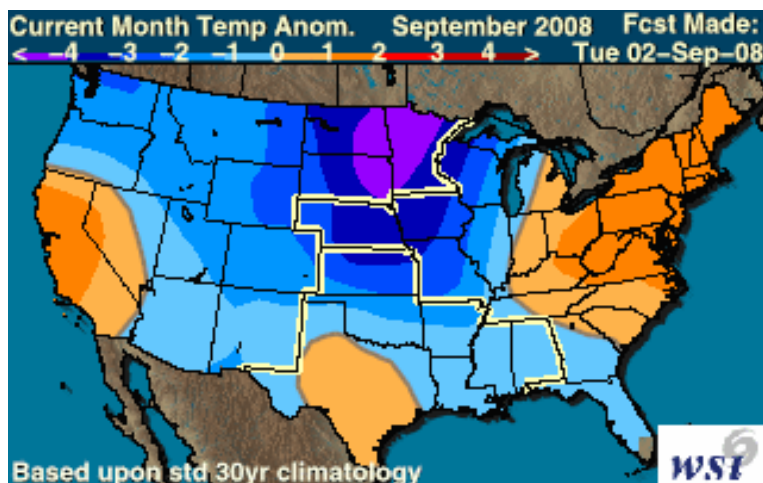 Current Month Temp Anom. September 2008 Fcst Made:
< -4 -3 -2 -1 0 1 2 3 4 > Tue 02-Sep-08
Based upon std 30yr climatology
WSI